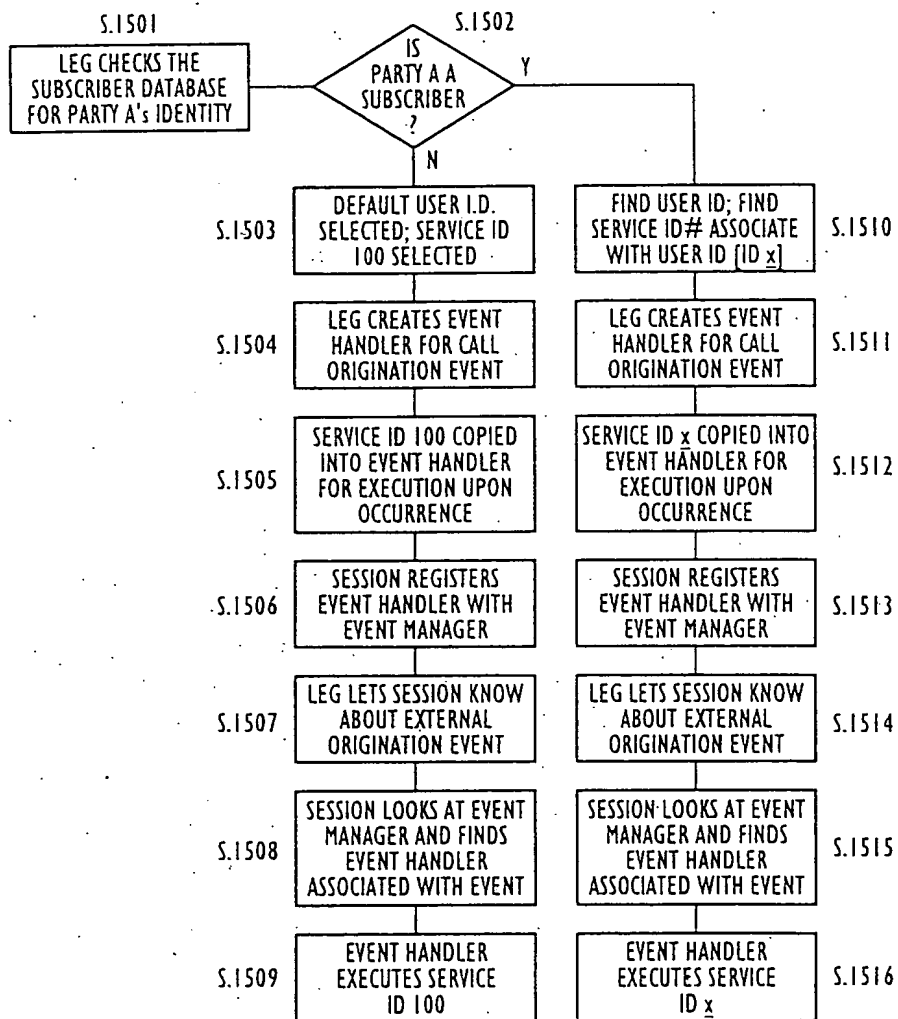 S.1501
LEG CHECKS THE
SUBSCRIBER DATABASE
FOR PARTY A's IDENTITY
S.1502
IS
PARTY A A
SUBSCRIBER
?
Y
N
S.1503
DEFAULT USER I.D.
SELECTED; SERVICE ID
100 SELECTED
FIND USER ID; FIND
SERVICE ID# ASSOCIATE
WITH USER ID [ID x]
S.1510
S.1504
LEG CREATES EVENT
HANDLER FOR CALL
ORIGINATION EVENT
LEG CREATES EVENT
HANDLER FOR CALL
ORIGINATION EVENT
S.1511
S.1505
SERVICE ID 100 COPIED
INTO EVENT HANDLER
FOR EXECUTION UPON
OCCURRENCE
SERVICE ID x COPIED INTO
EVENT HANDLER FOR
EXECUTION UPON
OCCURRENCE
S.1512
S.1506
SESSION REGISTERS
EVENT HANDLER WITH
EVENT MANAGER
SESSION REGISTERS
EVENT HANDLER WITH
EVENT MANAGER
S.1513
S.1507
LEG LETS SESSION KNOW
ABOUT EXTERNAL
ORIGINATION EVENT
LEG LETS SESSION KNOW
ABOUT EXTERNAL
ORIGINATION EVENT
S.1514
S.1508
SESSION LOOKS AT EVENT
MANAGER AND FINDS
EVENT HANDLER
ASSOCIATED WITH EVENT
SESSION LOOKS AT EVENT
MANAGER AND FINDS
EVENT HANDLER
ASSOCIATED WITH EVENT
S.1515
S.1509
EVENT HANDLER
EXECUTES SERVICE
ID 100
EVENT HANDLER
EXECUTES SERVICE
ID x
S.1516